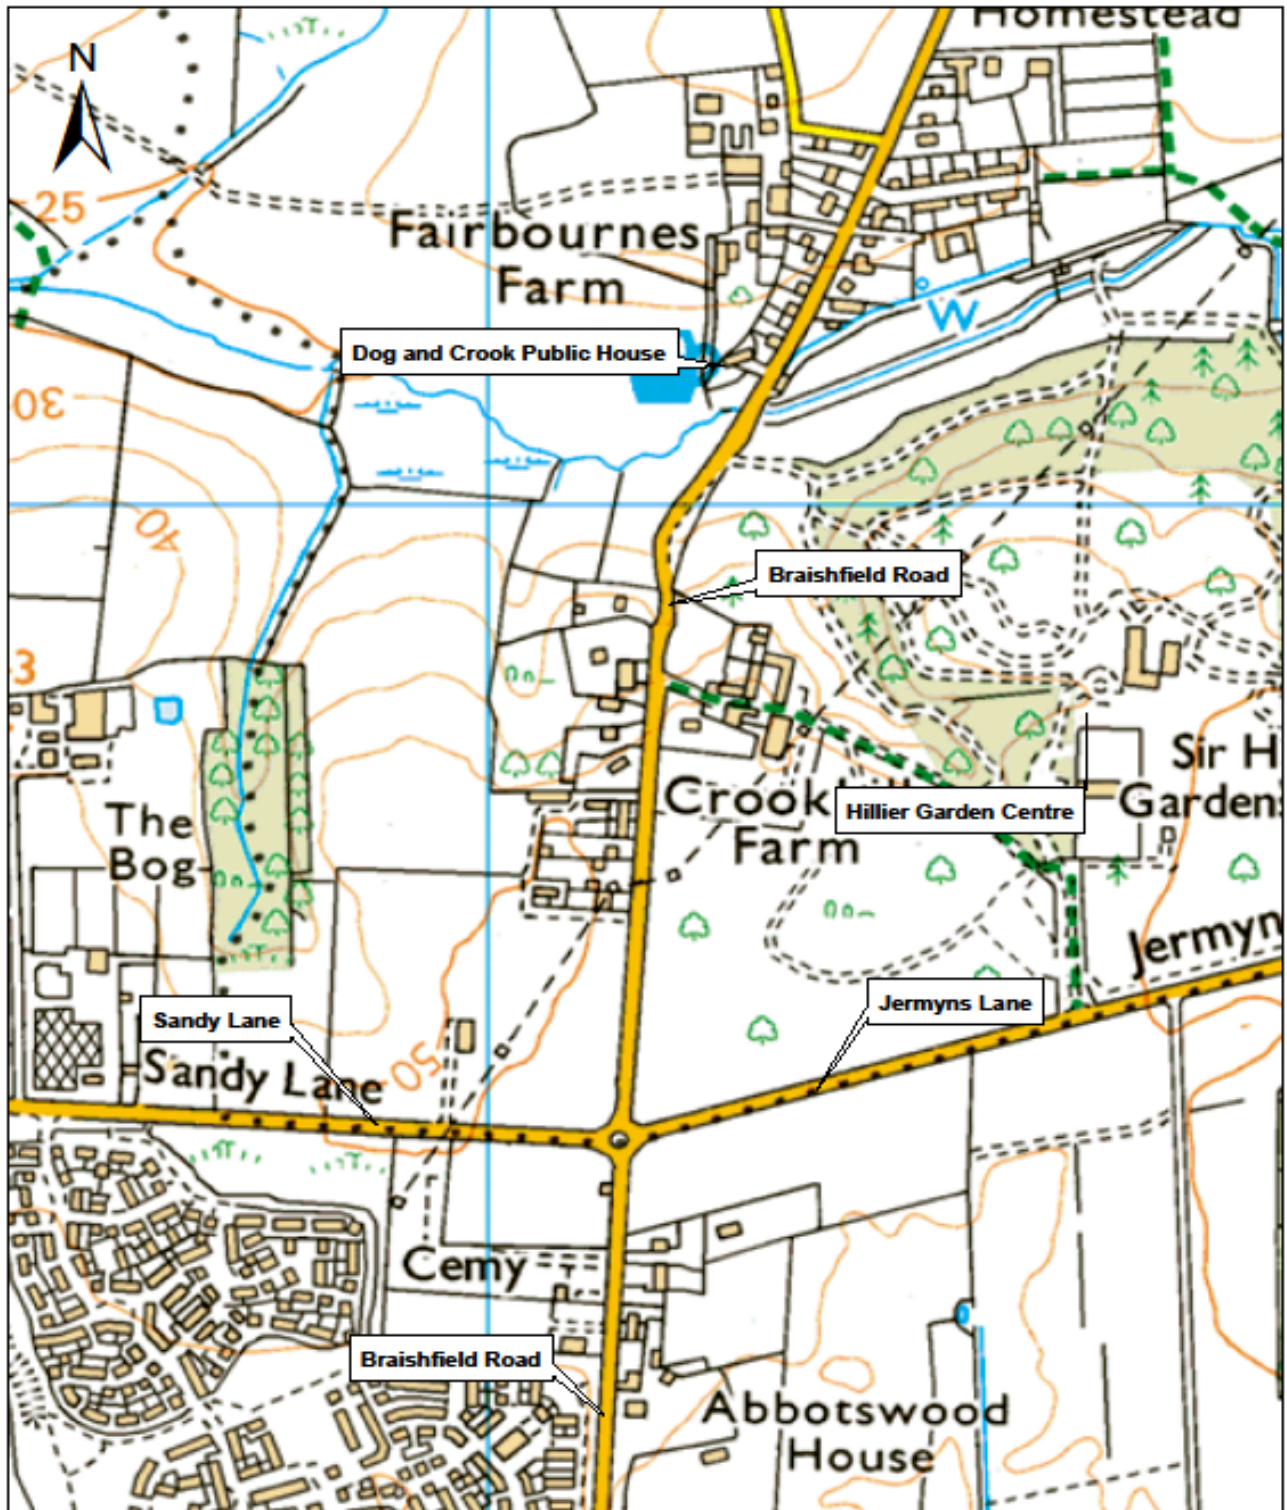 Homestead
N
25
Fairbournes
Farm
W
Dog and Crook Public House
30
40
Braishfield Road
3
Sir H
Garden
Crook
Farm
Hillier Garden Centre
The
Bog
Jermyn
Jermyns Lane
Sandy Lane
50
Sandy Lane
Cemy
Braishfield Road
Abbotswood
House